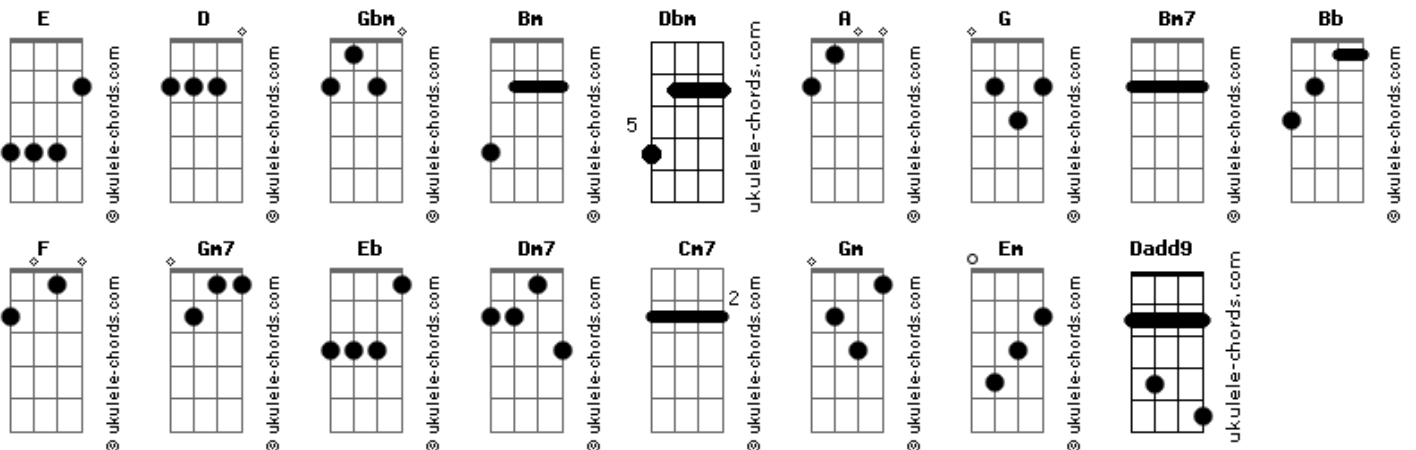 E D Gbm Bm Dbm A G Bm7 Bb
© ukulele-chords.com © ukulele-chords.com © ukulele-chords.com © ukulele-chords.com ukulele-chords.com © ukulele-chords.com © ukulele-chords.com © ukulele-chords.com © ukulele-chords.com
5
F Gm7 Eb Dm7 Cm7 Gm Em Dadd9
© ukulele-chords.com © ukulele-chords.com © ukulele-chords.com © ukulele-chords.com © ukulele-chords.com © ukulele-chords.com © ukulele-chords.com ukulele-chords.com
2